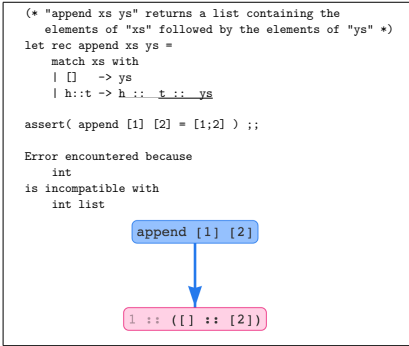 (* "append xs ys" returns a list containing the
elements of "xs" followed by the elements of "ys" *)
let rec append xs ys =
match xs with
| [] -> ys
| h::t -> h :: t :: ys
assert( append [1] [2] = [1;2] ) ;;
Error encountered because
int
is incompatible with
int list
append [1] [2]
1 :: ([] :: [2])